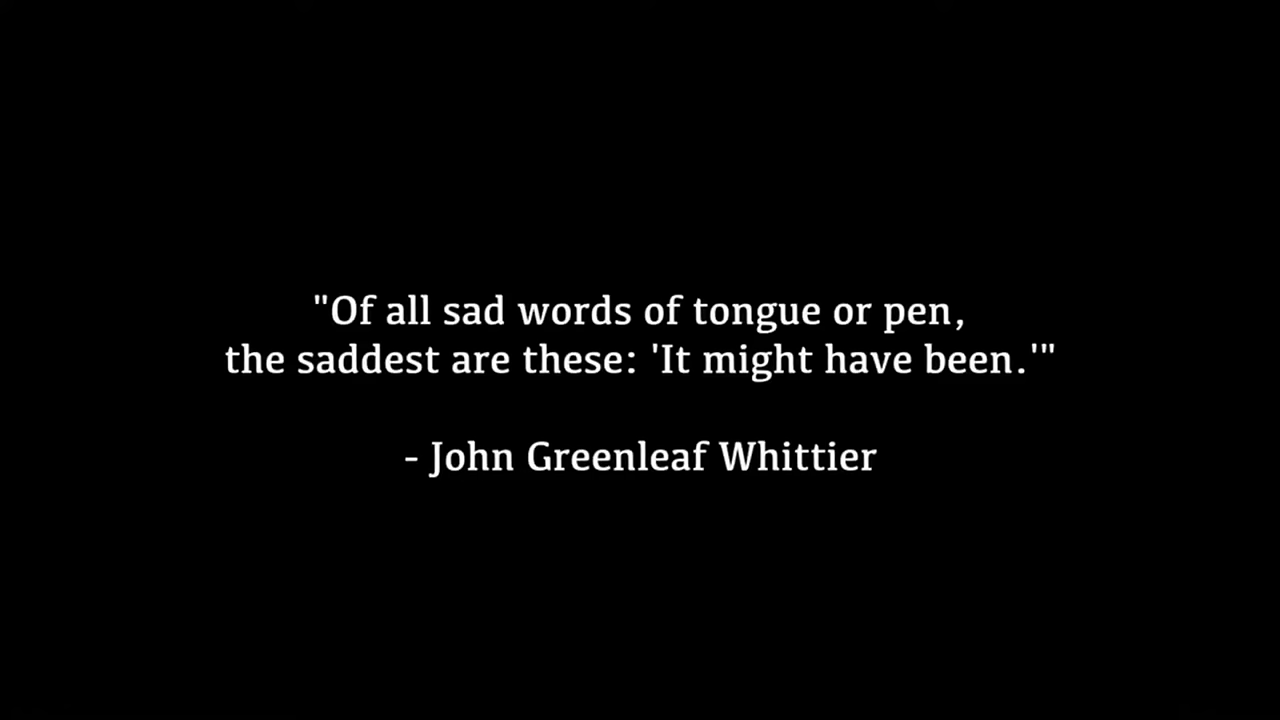 "Of all sad words of tongue or pen,
the saddest are these: 'It might have been.'"
- John Greenleaf Whittier